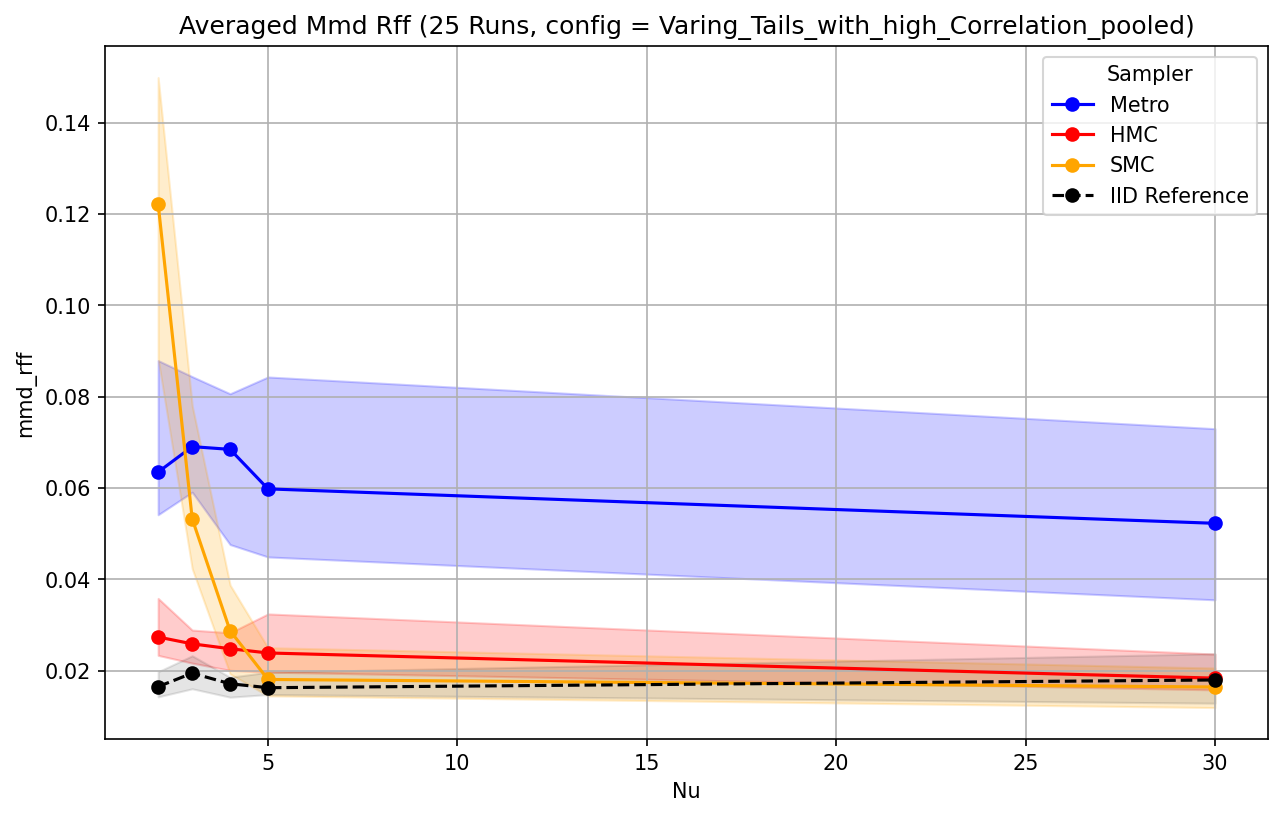 Averaged Mmd Rff (25 Runs, config = Varing_Tails_with_high_Correlation_pooled)
Sampler
Metro
HMC
SMC
IID Reference
mmd_rff
0.14
0.12
0.10
0.08
0.06
0.04
0.02
5 10 15 20 25 30
Nu